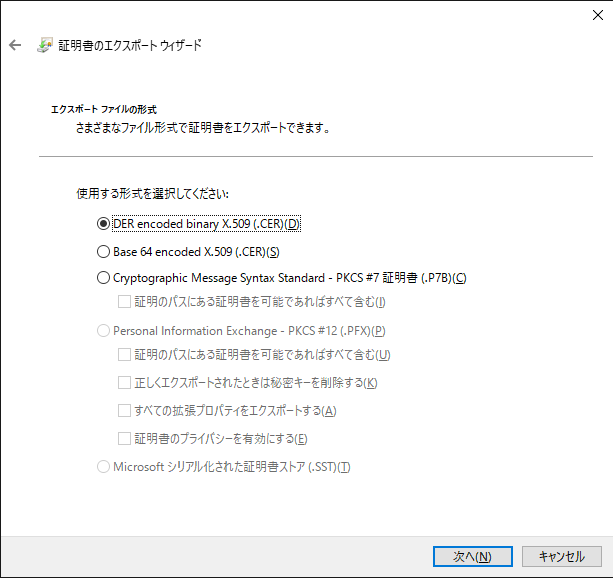 証明書のエクスポート ウィザード
エクスポート ファイルの形式
さまざまなファイル形式で証明書をエクスポートできます。
使用する形式を選択してください:
DER encoded binary X.509 (.CER)(D)
Base 64 encoded X.509 (.CER)(S)
Cryptographic Message Syntax Standard - PKCS #7 証明書 (.P7B)(C)
証明のパスにある証明書を可能であればすべて含む(I)
Personal Information Exchange - PKCS #12 (.PFX)(P)
証明のパスにある証明書を可能であればすべて含む(U)
正しくエクスポートされたときは秘密キーを削除する(K)
すべての拡張プロパティをエクスポートする(A)
証明書のプライバシーを有効にする(E)
Microsoft シリアル化された証明書ストア (.SST)(T)
次へ(N)
キャンセル